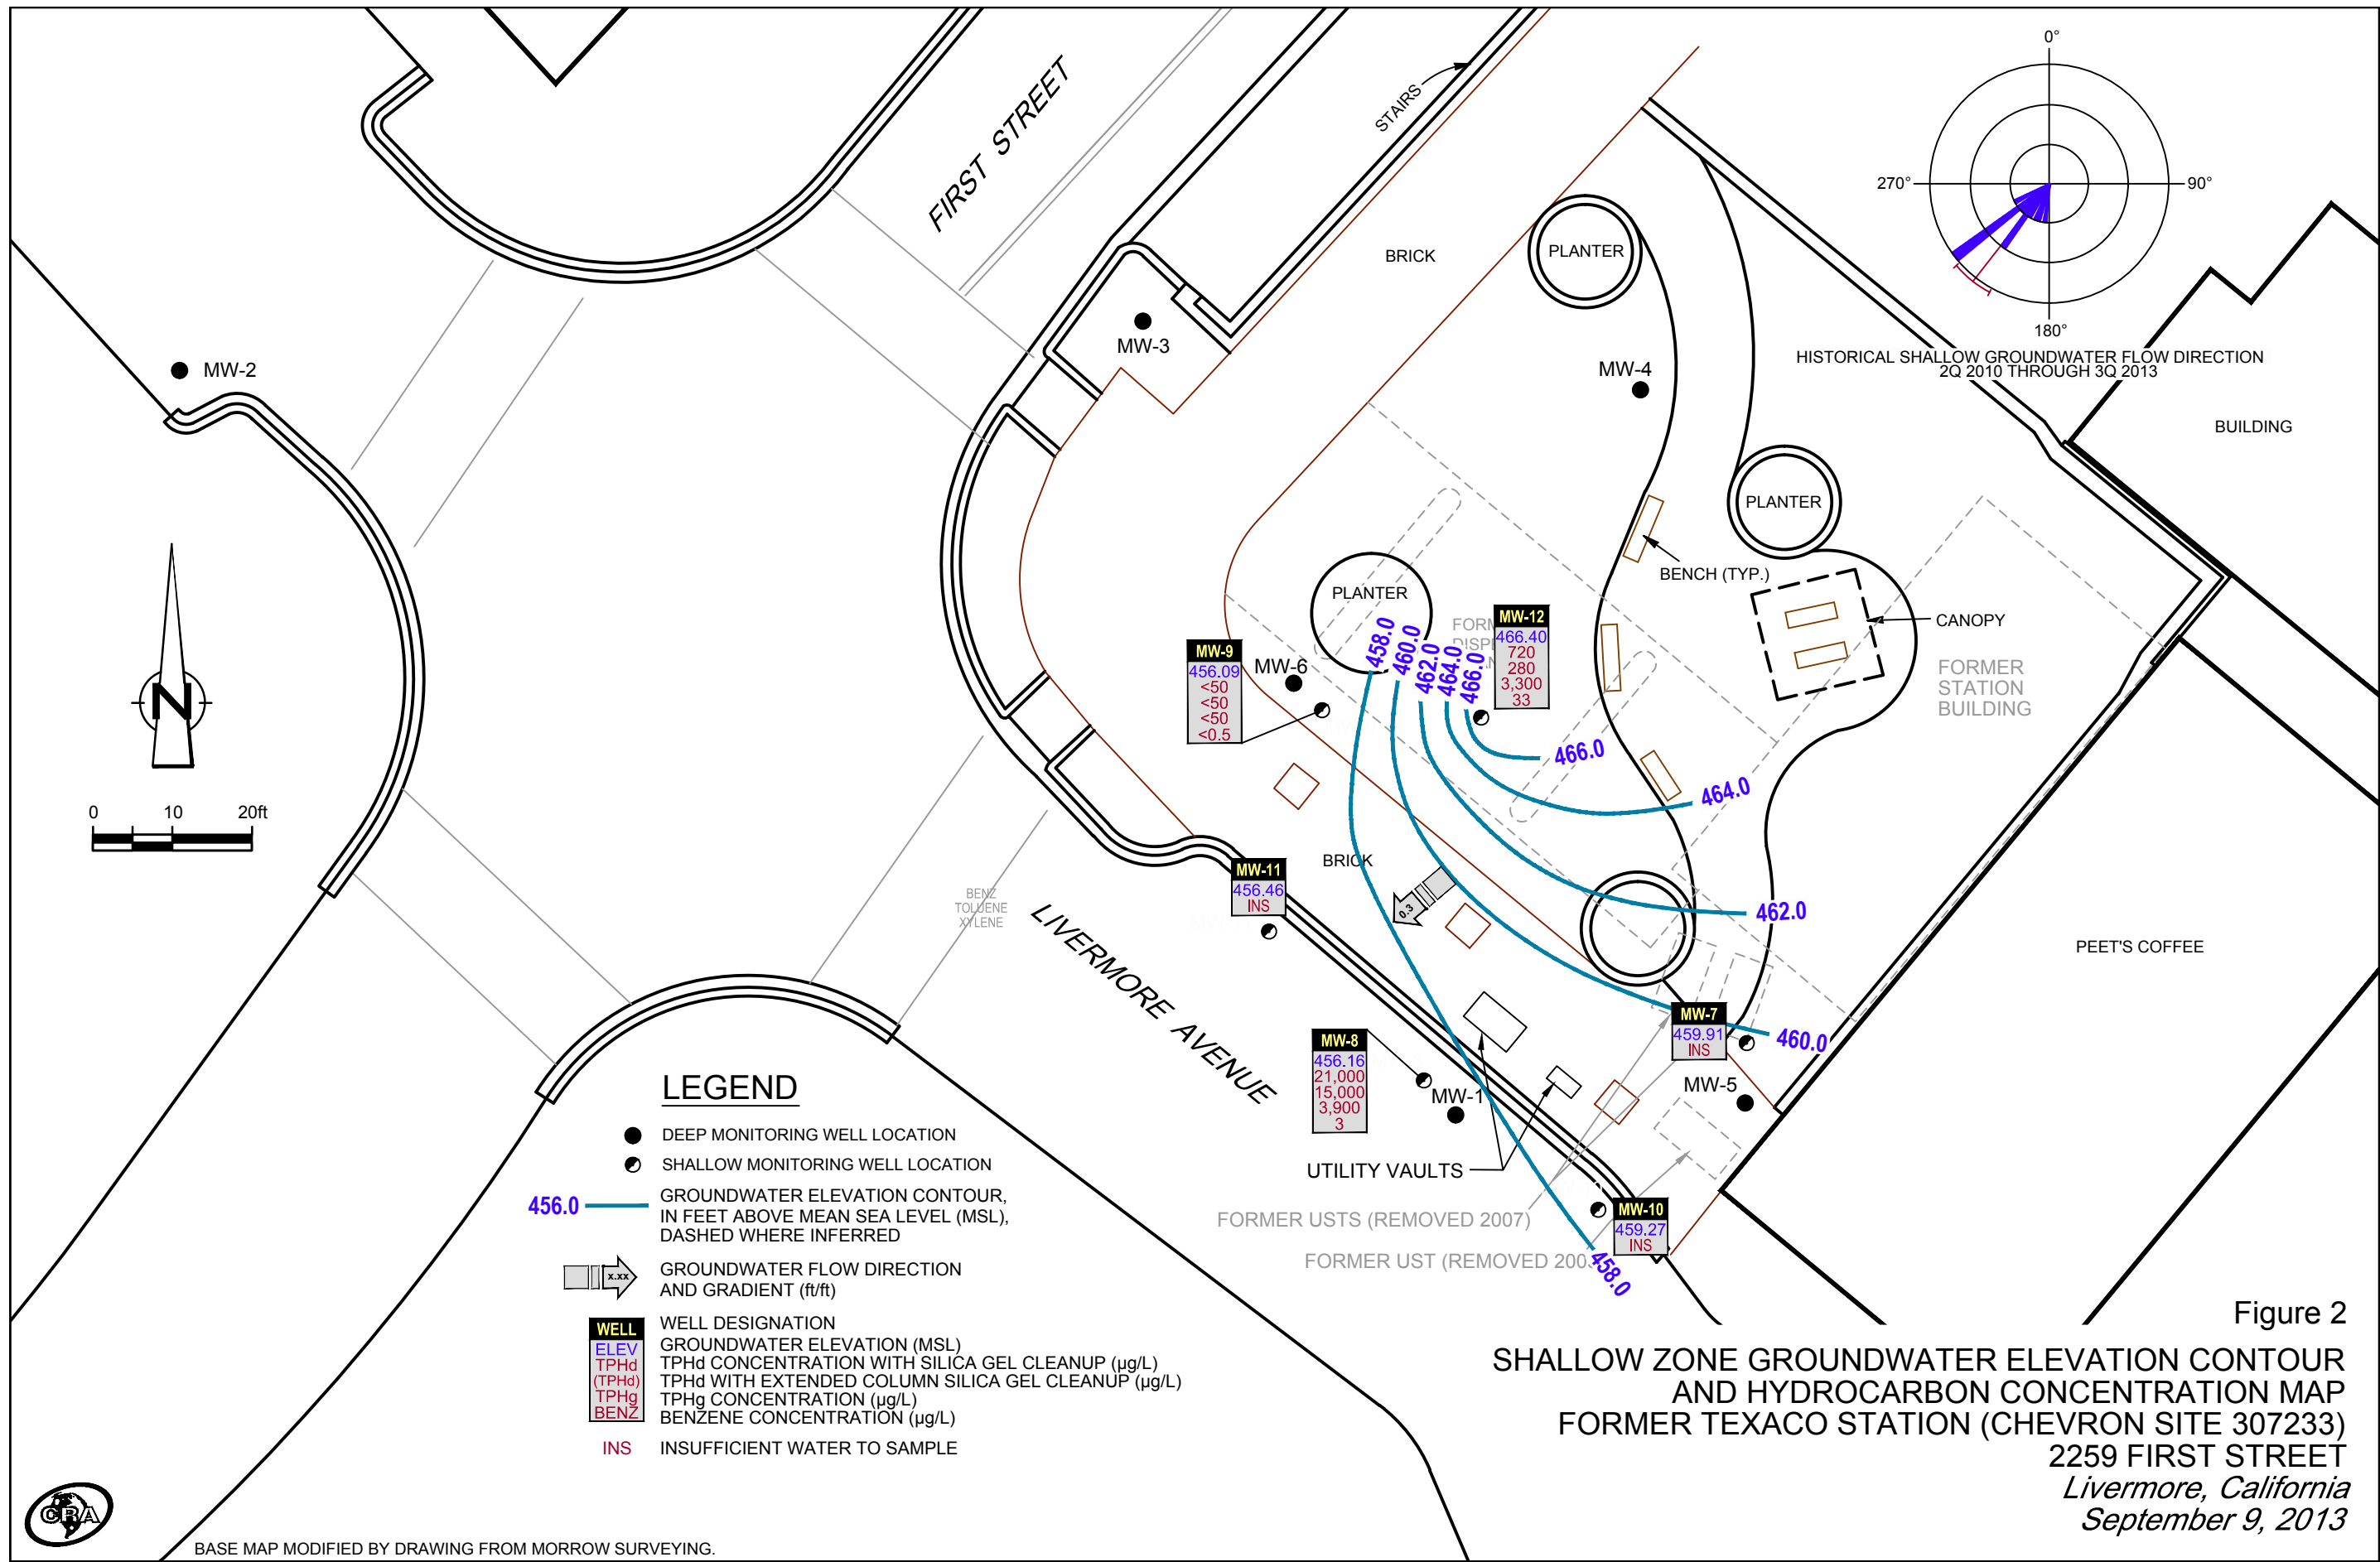 FIRST STREET
STAIRS
0°
270°
90°
180°
HISTORICAL SHALLOW GROUNDWATER FLOW DIRECTION
2Q 2010 THROUGH 3Q 2013
BRICK
PLANTER
MW-3
MW-2
MW-4
BUILDING
PLANTER
BENCH (TYP.)
PLANTER
CANOPY
FORMER
STATION
BUILDING
MW-12
466.40
720
280
3,300
33
MW-9
456.09
<50
<50
<50
<0.5
MW-6
458.0
460.0
462.0
464.0
466.0
466.0
464.0
462.0
460.0
458.0
N
0 10 20ft
BRICK
MW-11
456.46
INS
0.3
BENZ
TOLUENE
XYLENE
LIVERMORE AVENUE
PEET'S COFFEE
MW-7
459.91
INS
MW-5
MW-8
456.16
21,000
15,000
3,900
3
MW-1
UTILITY VAULTS
FORMER USTS (REMOVED 2007)
FORMER UST (REMOVED
MW-10
459.27
INS
LEGEND
DEEP MONITORING WELL LOCATION
SHALLOW MONITORING WELL LOCATION
456.0
GROUNDWATER ELEVATION CONTOUR,
IN FEET ABOVE MEAN SEA LEVEL (MSL),
DASHED WHERE INFERRED
x.xx
GROUNDWATER FLOW DIRECTION
AND GRADIENT (ft/ft)
WELL WELL DESIGNATION
ELEV GROUNDWATER ELEVATION (MSL)
TPHd TPHd CONCENTRATION WITH SILICA GEL CLEANUP (µg/L)
(TPHd) TPHd WITH EXTENDED COLUMN SILICA GEL CLEANUP (µg/L)
TPHg TPHg CONCENTRATION (µg/L)
BENZ BENZENE CONCENTRATION (µg/L)
INS INSUFFICIENT WATER TO SAMPLE
CRA
BASE MAP MODIFIED BY DRAWING FROM MORROW SURVEYING.
Figure 2
SHALLOW ZONE GROUNDWATER ELEVATION CONTOUR
AND HYDROCARBON CONCENTRATION MAP
FORMER TEXACO STATION (CHEVRON SITE 307233)
2259 FIRST STREET
Livermore, California
September 9, 2013